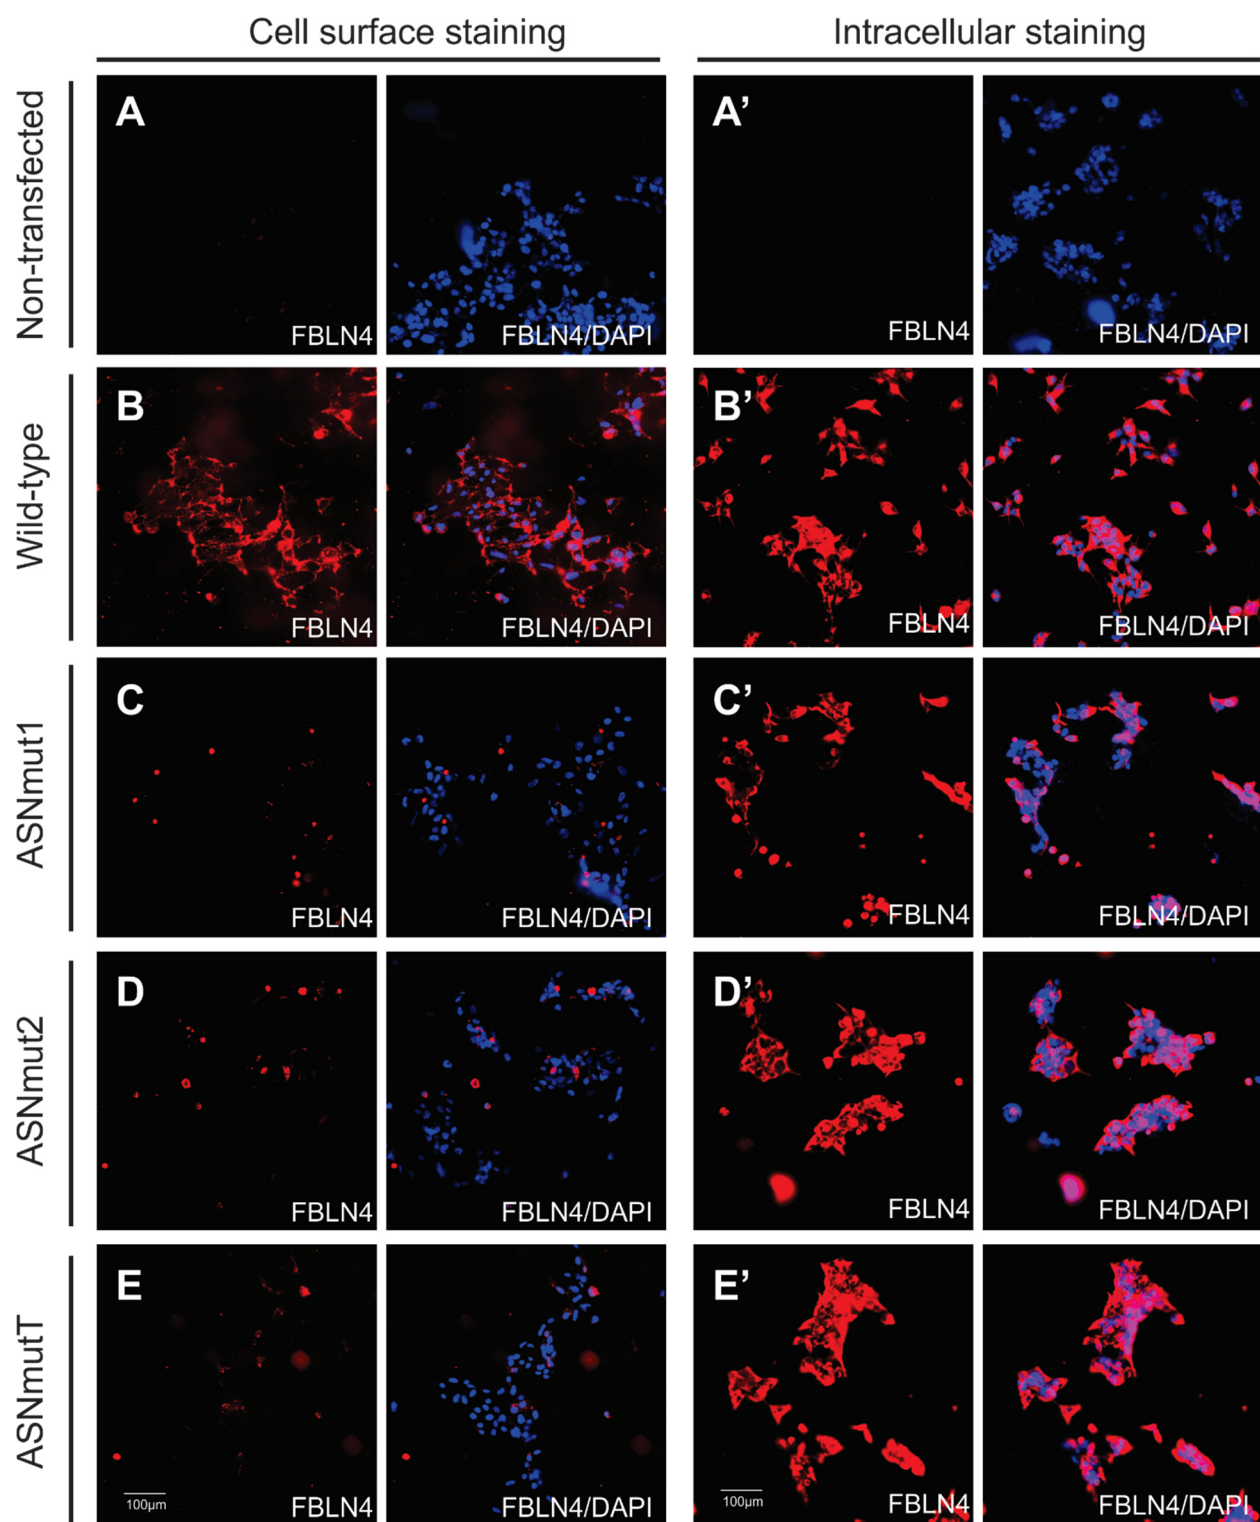 Cell surface staining
Intracellular staining
Non-transfected
A
FBLN4
FBLN4/DAPI
A’
FBLN4
FBLN4/DAPI
Wild-type
B
FBLN4
FBLN4/DAPI
B’
FBLN4
FBLN4/DAPI
ASNmut1
C
FBLN4
FBLN4/DAPI
C’
FBLN4
FBLN4/DAPI
ASNmut2
D
FBLN4
FBLN4/DAPI
D’
FBLN4
FBLN4/DAPI
ASNmutT
E
100µm
FBLN4
FBLN4/DAPI
E’
100µm
FBLN4
FBLN4/DAPI